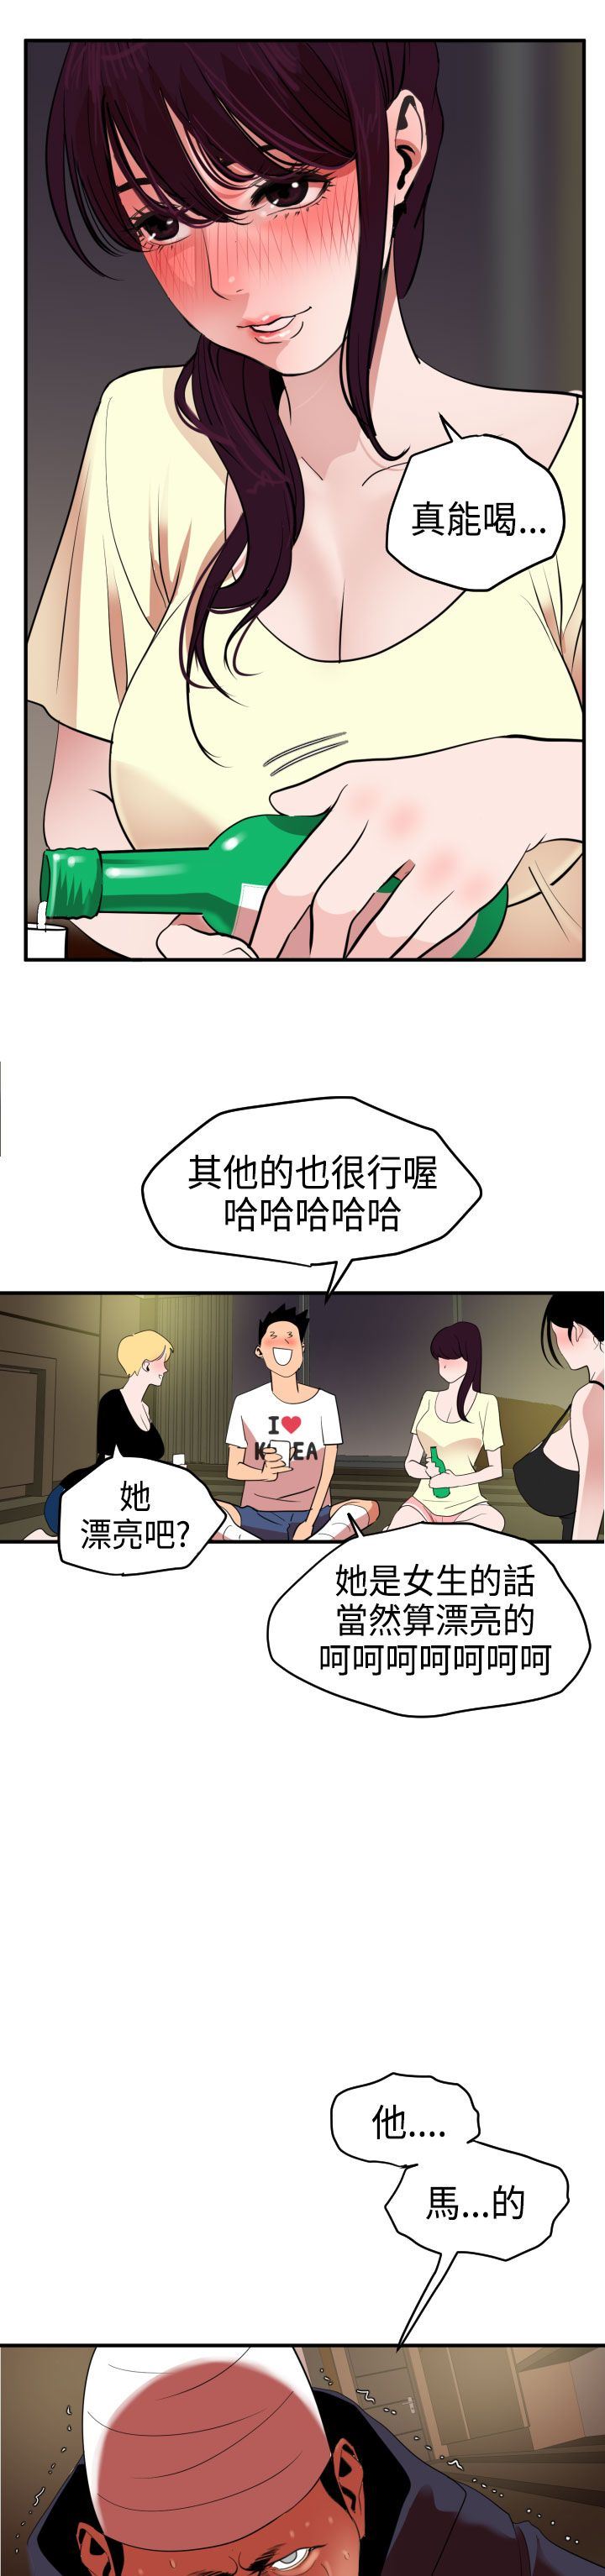 真能喝...
其他的也很行喔
哈哈哈哈哈
I❤
K EA
她
漂亮吧?
她是女生的話
當然算漂亮的
呵呵呵呵呵呵呵
他....
馬...的